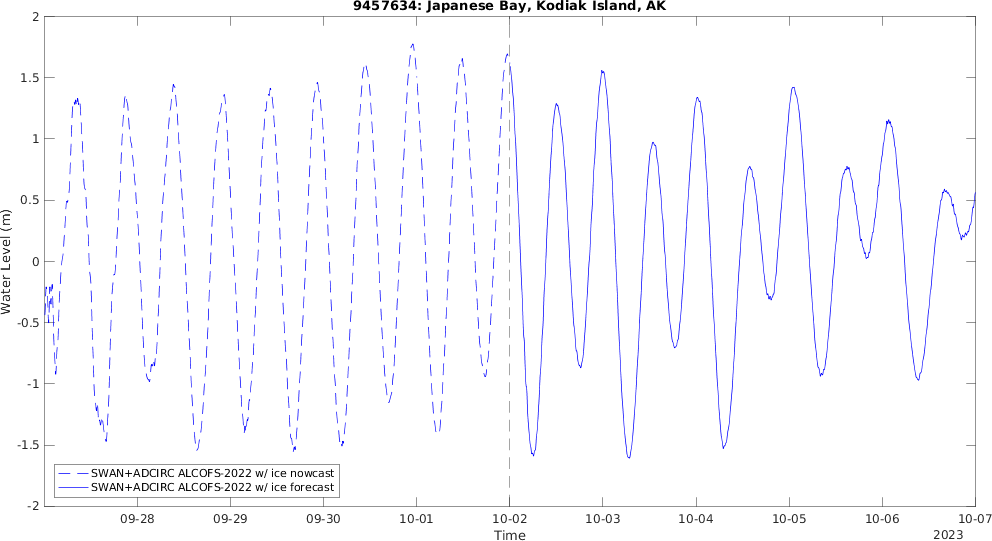 9457634: Japanese Bay, Kodiak Island, AK
2
1.5
1
0.5
0
-0.5
-1
-1.5
-2
Water Level (m)
SWAN+ADCIRC ALCOFS-2022 w/ ice nowcast
SWAN+ADCIRC ALCOFS-2022 w/ ice forecast
09-28 09-29 09-30 10-01 10-02 10-03 10-04 10-05 10-06 10-07
Time
2023